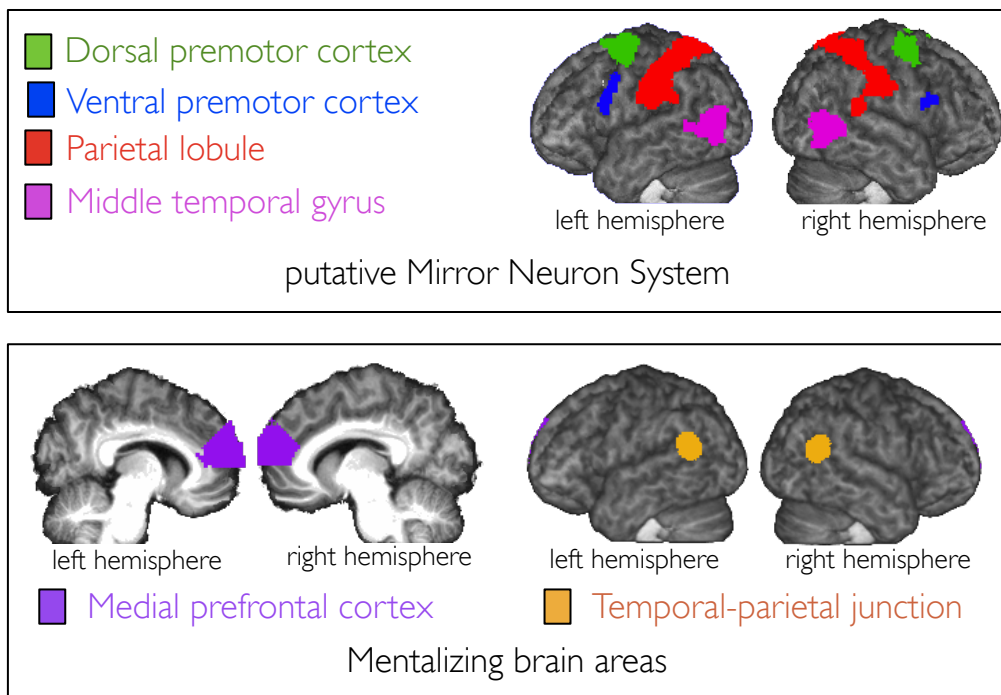 Dorsal premotor cortex
Ventral premotor cortex
Parietal lobule
Middle temporal gyrus
left hemisphere
right hemisphere
putative Mirror Neuron System
left hemisphere
right hemisphere
left hemisphere
right hemisphere
Medial prefrontal cortex
Temporal-parietal junction
Mentalizing brain areas